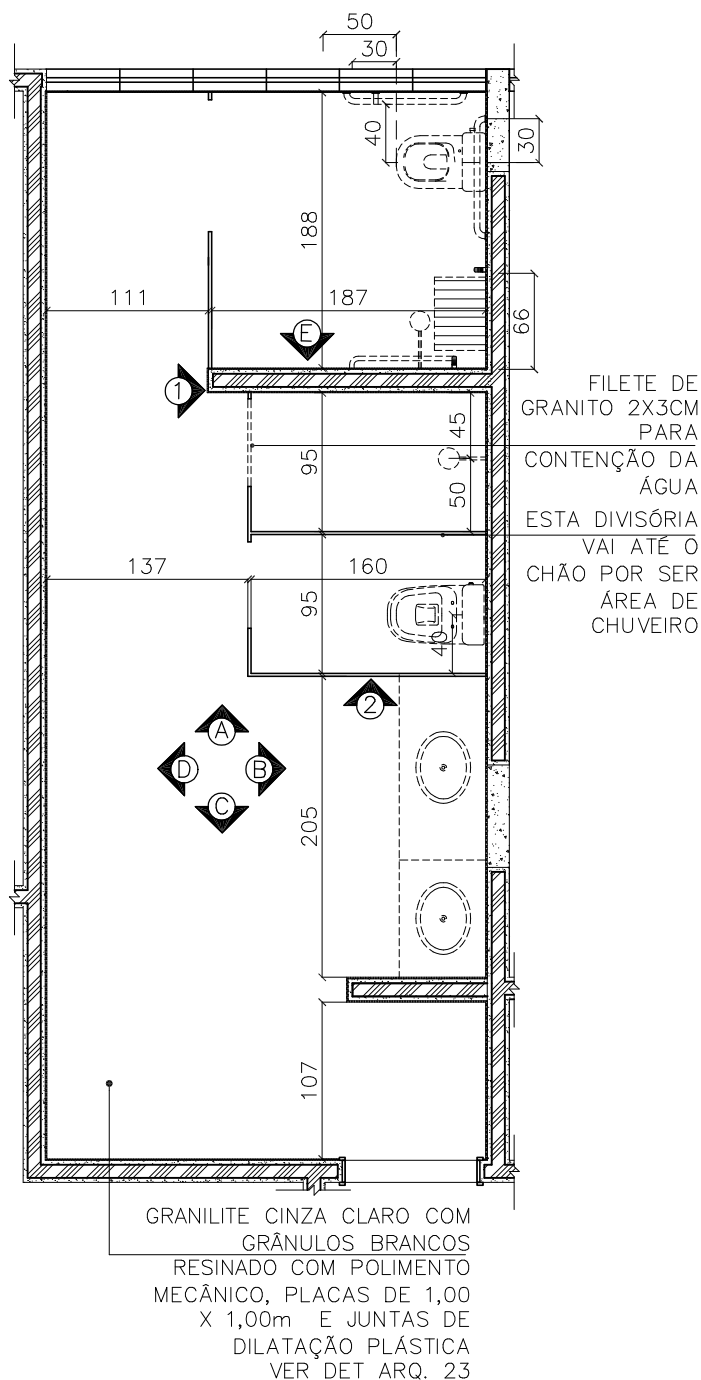 50
30
40
30
188
111
187
66
E
1
FILETE DE
GRANITO 2X3CM
PARA
CONTENÇÃO DA
ÁGUA
45
95
50
ESTA DIVISÓRIA
VAI ATÉ O
CHÃO POR SER
ÁREA DE
CHUVEIRO
137
160
95
40
2
A
D
B
C
205
107
GRANILITE CINZA CLARO COM
GRÂNULOS BRANCOS
RESINADO COM POLIMENTO
MECÂNICO, PLACAS DE 1,00
X 1,00m E JUNTAS DE
DILATAÇÃO PLÁSTICA
VER DET ARQ. 23